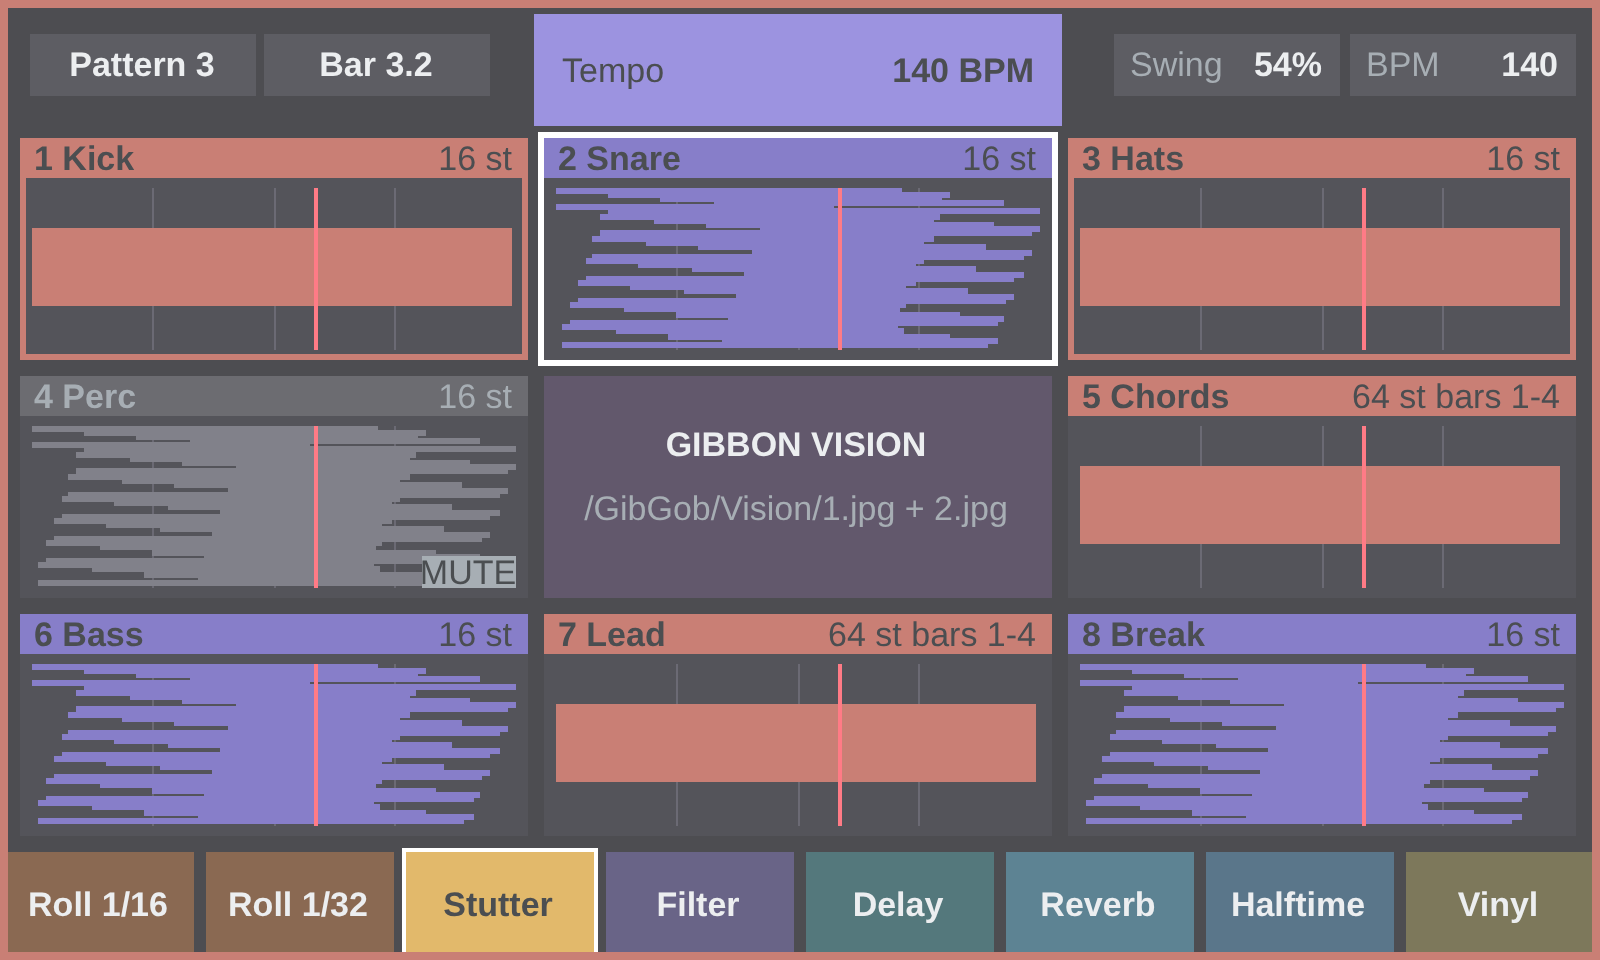 Pattern 3
Bar 3.2
Tempo 140 BPM
Swing 54%
BPM 140
1 Kick 16 st
2 Snare 16 st
3 Hats 16 st
4 Perc 16 st
MUTE
GIBBON VISION
/GibGob/Vision/1.jpg + 2.jpg
5 Chords 64 st bars 1-4
6 Bass 16 st
7 Lead 64 st bars 1-4
8 Break 16 st
Roll 1/16
Roll 1/32
Stutter
Filter
Delay
Reverb
Halftime
Vinyl